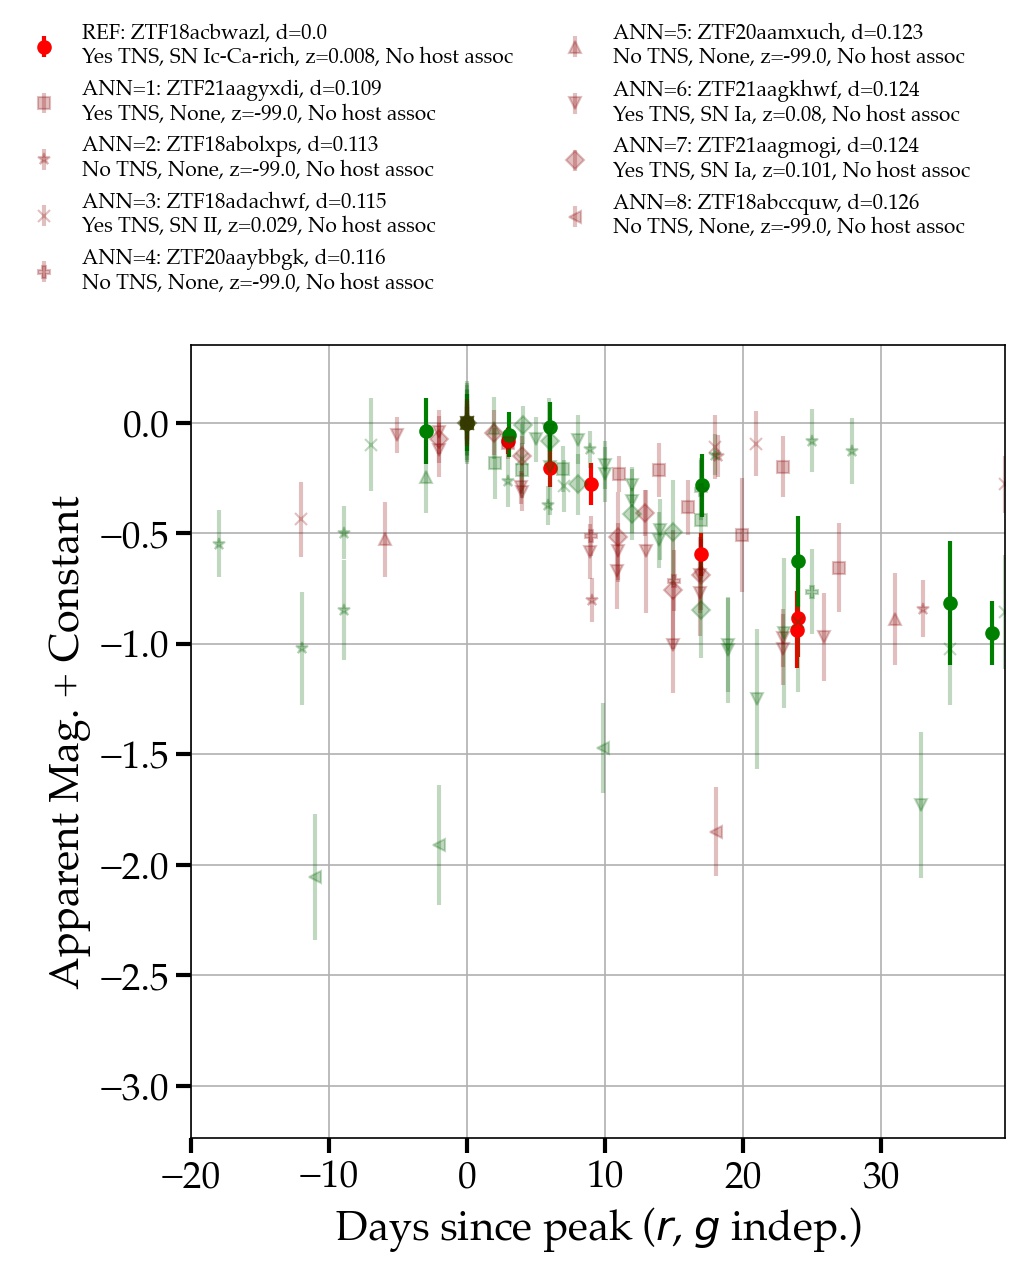 REF: ZTF18acbwazl, d=0.0
Yes TNS, SN Ic-Ca-rich, z=0.008, No host assoc
ANN=1: ZTF21aagyxdi, d=0.109
Yes TNS, None, z=-99.0, No host assoc
ANN=2: ZTF18abolxps, d=0.113
No TNS, None, z=-99.0, No host assoc
ANN=3: ZTF18adachwf, d=0.115
Yes TNS, SN II, z=0.029, No host assoc
ANN=4: ZTF20aaybbgk, d=0.116
No TNS, None, z=-99.0, No host assoc
ANN=5: ZTF20aamxuch, d=0.123
No TNS, None, z=-99.0, No host assoc
ANN=6: ZTF21aagkhwf, d=0.124
Yes TNS, SN Ia, z=0.08, No host assoc
ANN=7: ZTF21aagmogi, d=0.124
Yes TNS, SN Ia, z=0.101, No host assoc
ANN=8: ZTF18abccquw, d=0.126
No TNS, None, z=-99.0, No host assoc
Apparent Mag. + Constant
0.0
−0.5
−1.0
−1.5
−2.0
−2.5
−3.0
−20
−10
0
10
20
30
Days since peak (r, g indep.)